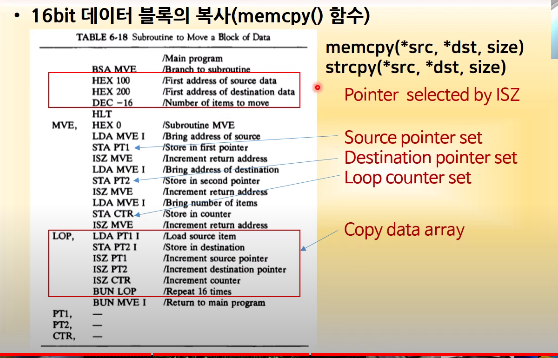 • 16bit 데이터 블록의 복사(memcpy() 함수)
TABLE 6-18 Subroutine to Move a Block of Data
/Main program
BSA MVE /Branch to subroutine
HEX 100 /First address of source data
HEX 200 /First address of destination data
DEC −16 /Number of items to move
HLT
MVE, HEX 0 /Subroutine MVE
LDA MVE I /Bring address of source
STA PT1 /Store in first pointer
ISZ MVE /Increment return address
LDA MVE I /Bring address of destination
STA PT2 /Store in second pointer
ISZ MVE /Increment return address
LDA MVE I /Bring number of items
STA CTR /Store in counter
ISZ MVE /Increment return address
LOP, LDA PT1 I /Load source item
STA PT2 I /Store in destination
ISZ PT1 /Increment source pointer
ISZ PT2 /Increment destination pointer
ISZ CTR /Increment counter
BUN LOP /Repeat 16 times
BUN MVE I /Return to main program
PT1, —
PT2, —
CTR, —
memcpy(*src, *dst, size)
strcpy(*src, *dst, size)
Pointer selected by ISZ
Source pointer set
Destination pointer set
Loop counter set
Copy data array